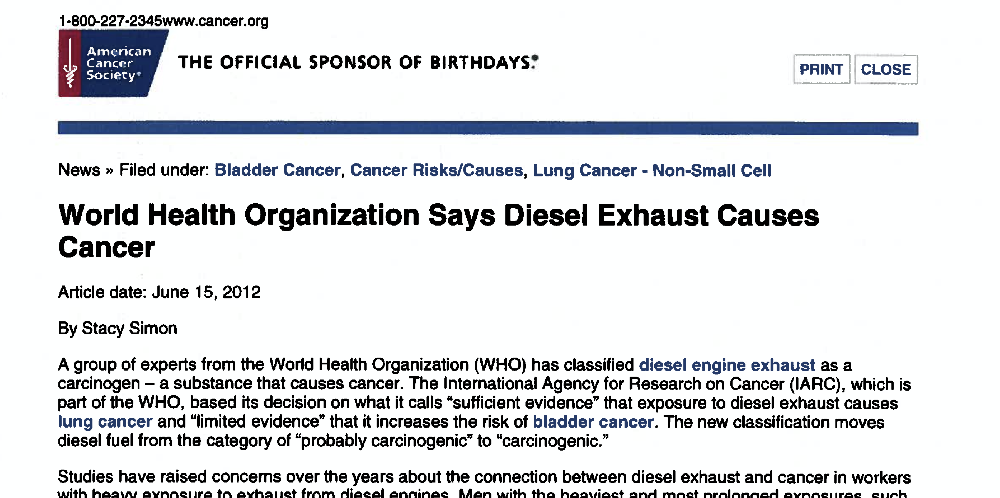 1-800-227-2345www.cancer.org
American
Cancer
Society®
THE OFFICIAL SPONSOR OF BIRTHDAYS.®
PRINT CLOSE
News » Filed under: Bladder Cancer, Cancer Risks/Causes, Lung Cancer - Non-Small Cell
World Health Organization Says Diesel Exhaust Causes
Cancer
Article date: June 15, 2012
By Stacy Simon
A group of experts from the World Health Organization (WHO) has classified diesel engine exhaust as a
carcinogen – a substance that causes cancer. The International Agency for Research on Cancer (IARC), which is
part of the WHO, based its decision on what it calls “sufficient evidence” that exposure to diesel exhaust causes
lung cancer and “limited evidence” that it increases the risk of bladder cancer. The new classification moves
diesel fuel from the category of “probably carcinogenic” to “carcinogenic.”
Studies have raised concerns over the years about the connection between diesel exhaust and cancer in workers
with heavy exposure to exhaust from diesel engines. Men with the heaviest and most prolonged exposures, such